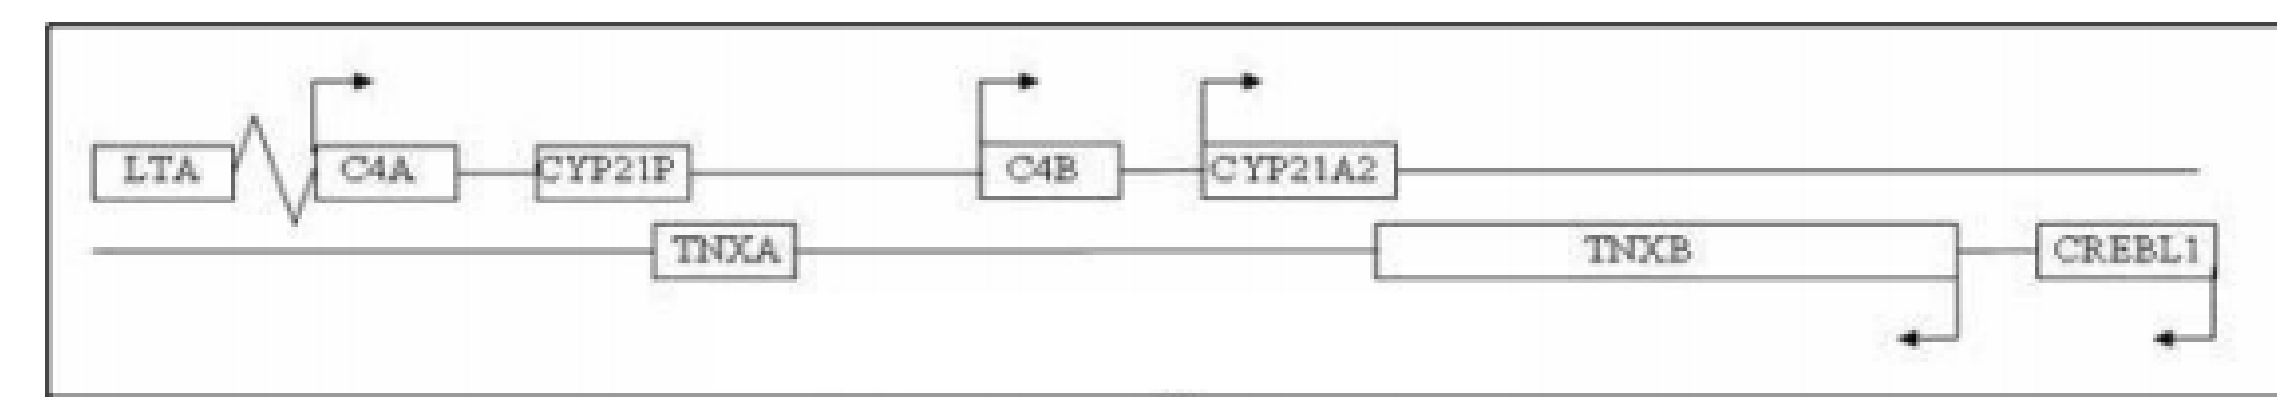 LTA C4A CYP21P C4B CYP21A2
TNXA TNXB CREBL1